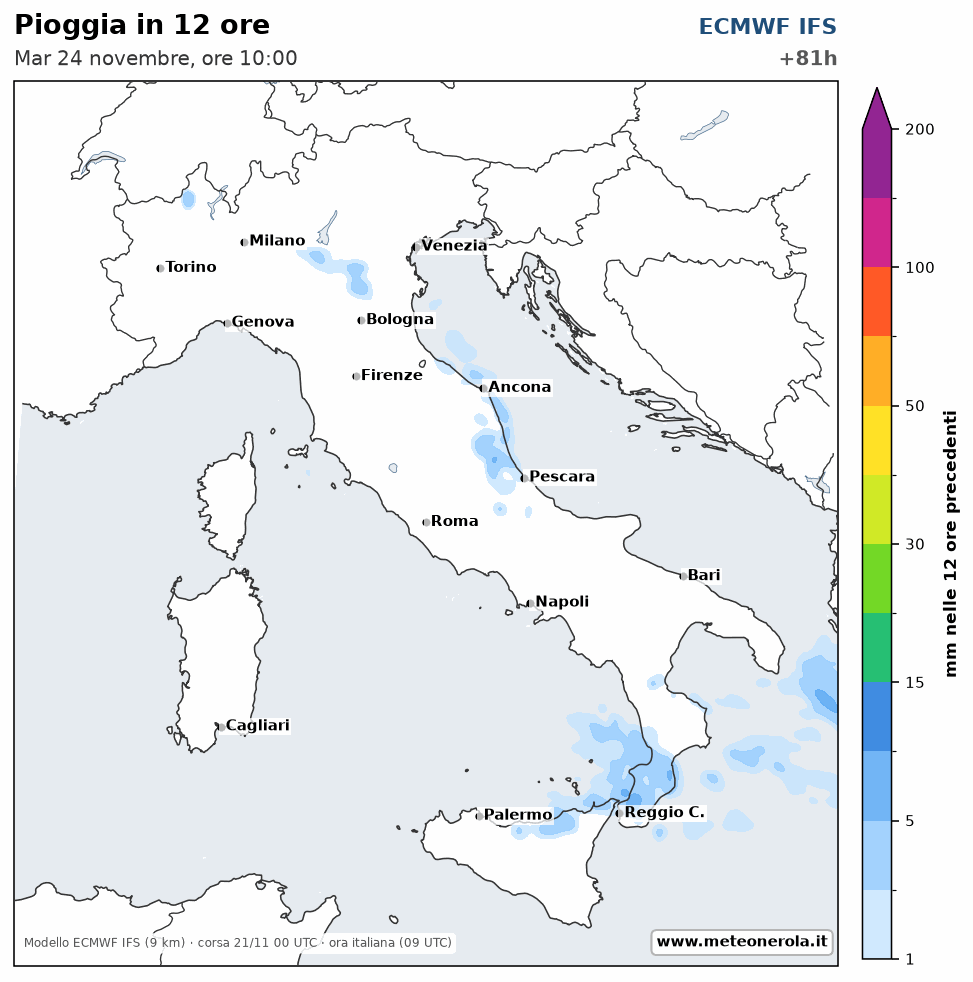 Pioggia in 12 ore
ECMWF IFS
Mar 24 novembre, ore 10:00
+81h
200
100
50
30
15
5
1
mm nelle 12 ore precedenti
Milano
Venezia
Torino
Genova
Bologna
Firenze
Ancona
Pescara
Roma
Bari
Napoli
Cagliari
Palermo
Reggio C.
Modello ECMWF IFS (9 km) · corsa 21/11 00 UTC · ora italiana (09 UTC)
www.meteonerola.it